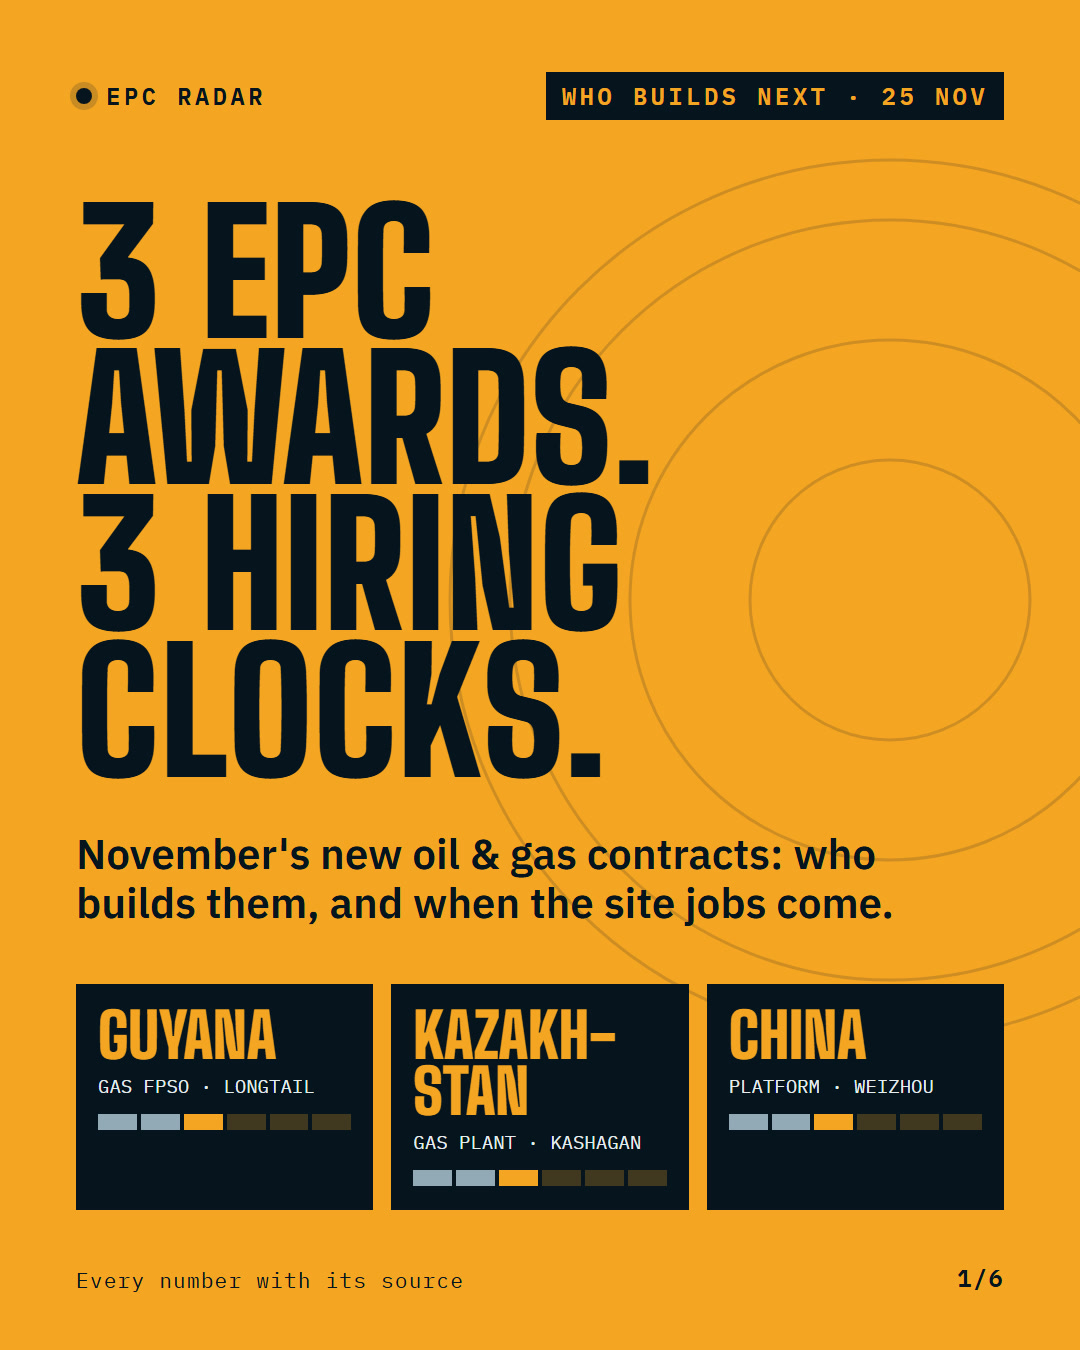 EPC RADAR
WHO BUILDS NEXT · 25 NOV
3 EPC
AWARDS.
3 HIRING
CLOCKS.
November's new oil & gas contracts: who
builds them, and when the site jobs come.
GUYANA
GAS FPSO · LONGTAIL
KAZAKH-
STAN
GAS PLANT · KASHAGAN
CHINA
PLATFORM · WEIZHOU
Every number with its source
1/6